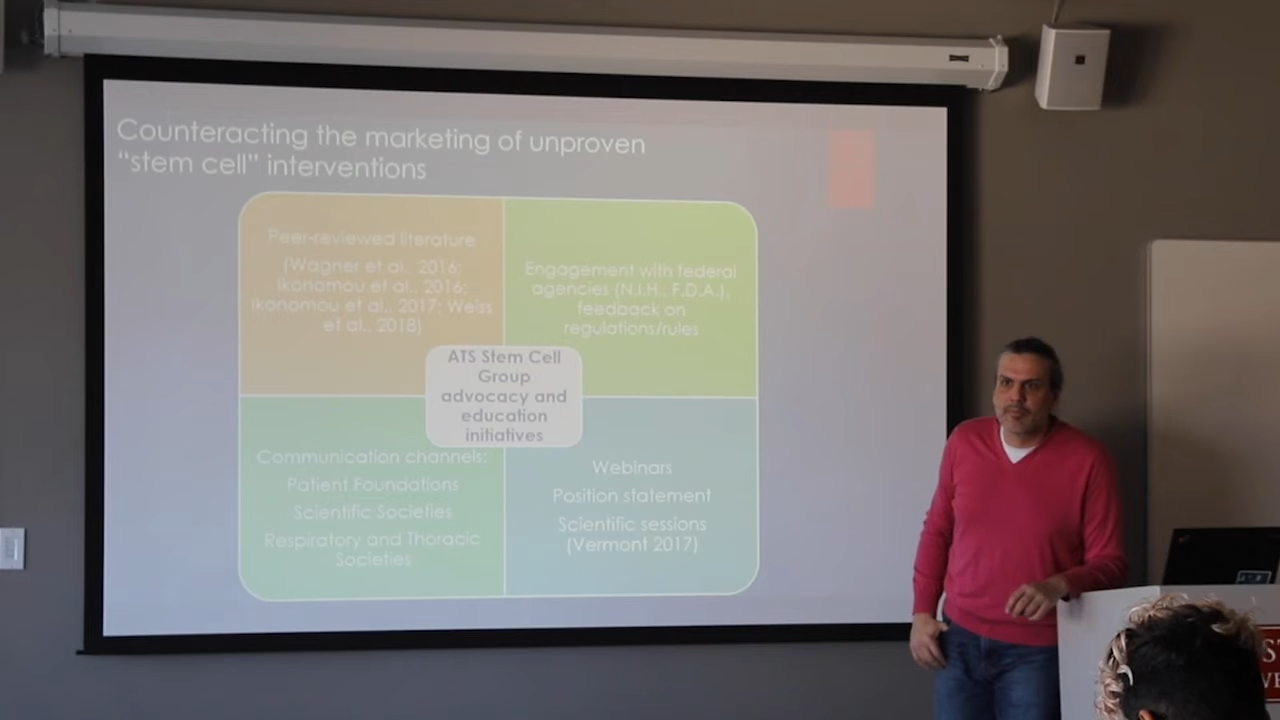 Counteracting the marketing of unproven
“stem cell” interventions
Peer-reviewed literature
(Wagner et al., 2016;
Ikonomou et al., 2016;
Ikonomou et al., 2017; Weiss
et al., 2018)
Engagement with federal
agencies (N.I.H., F.D.A.),
feedback on
regulations/rules
ATS Stem Cell
Group
advocacy and
education
initiatives
Communication channels:
Patient Foundations
Scientific Societies
Respiratory and Thoracic
Societies
Webinars
Position statement
Scientific sessions
(Vermont 2017)